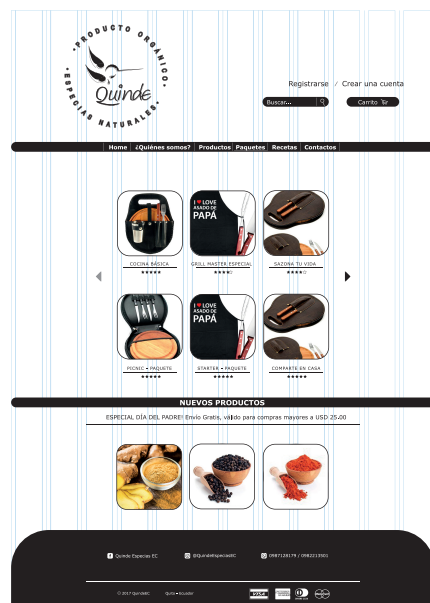 PRODUCTO ORGÁNICO
Quinde
ESPECIAS NATURALES
Registrarse / Crear una cuenta
Buscar... Carrito
Home ¿Quiénes somos? Productos Paquetes Recetas Contactos
I ❤ LOVE
ASADO DE
PAPÁ
COCINA BÁSICA GRILL MASTER ESPECIAL SAZONA TU VIDA
★★★★★ ★★★★☆ ★★★★☆
I ❤ LOVE
ASADO DE
PAPÁ
PICNIC - PAQUETE STARTER - PAQUETE COMPARTE EN CASA
★★★★★ ★★★★★ ★★★★★
NUEVOS PRODUCTOS
ESPECIAL DÍA DEL PADRE! Envío Gratis, válido para compras mayores a USD 25.00
Quinde Especias EC @QuindeEspeciasEC 0987128179 / 0982213501
© 2017 QuindeEC Quito - Ecuador VISA